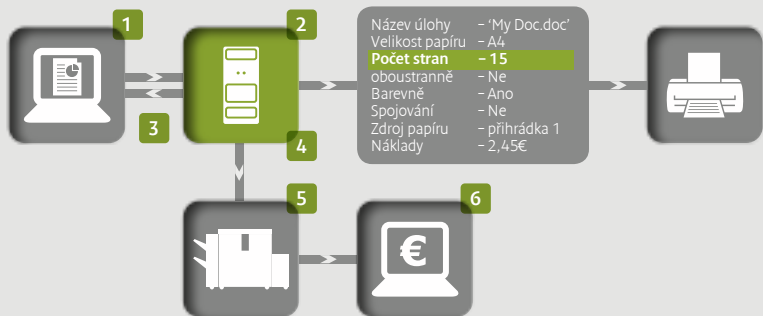 1
2
3
4
Název úlohy – ‘My Doc.doc’
Velikost papíru – A4
Počet stran – 15
oboustranně – Ne
Barevně – Ano
Spojování – Ne
Zdroj papíru – přihrádka 1
Náklady – 2,45€
5
6
€